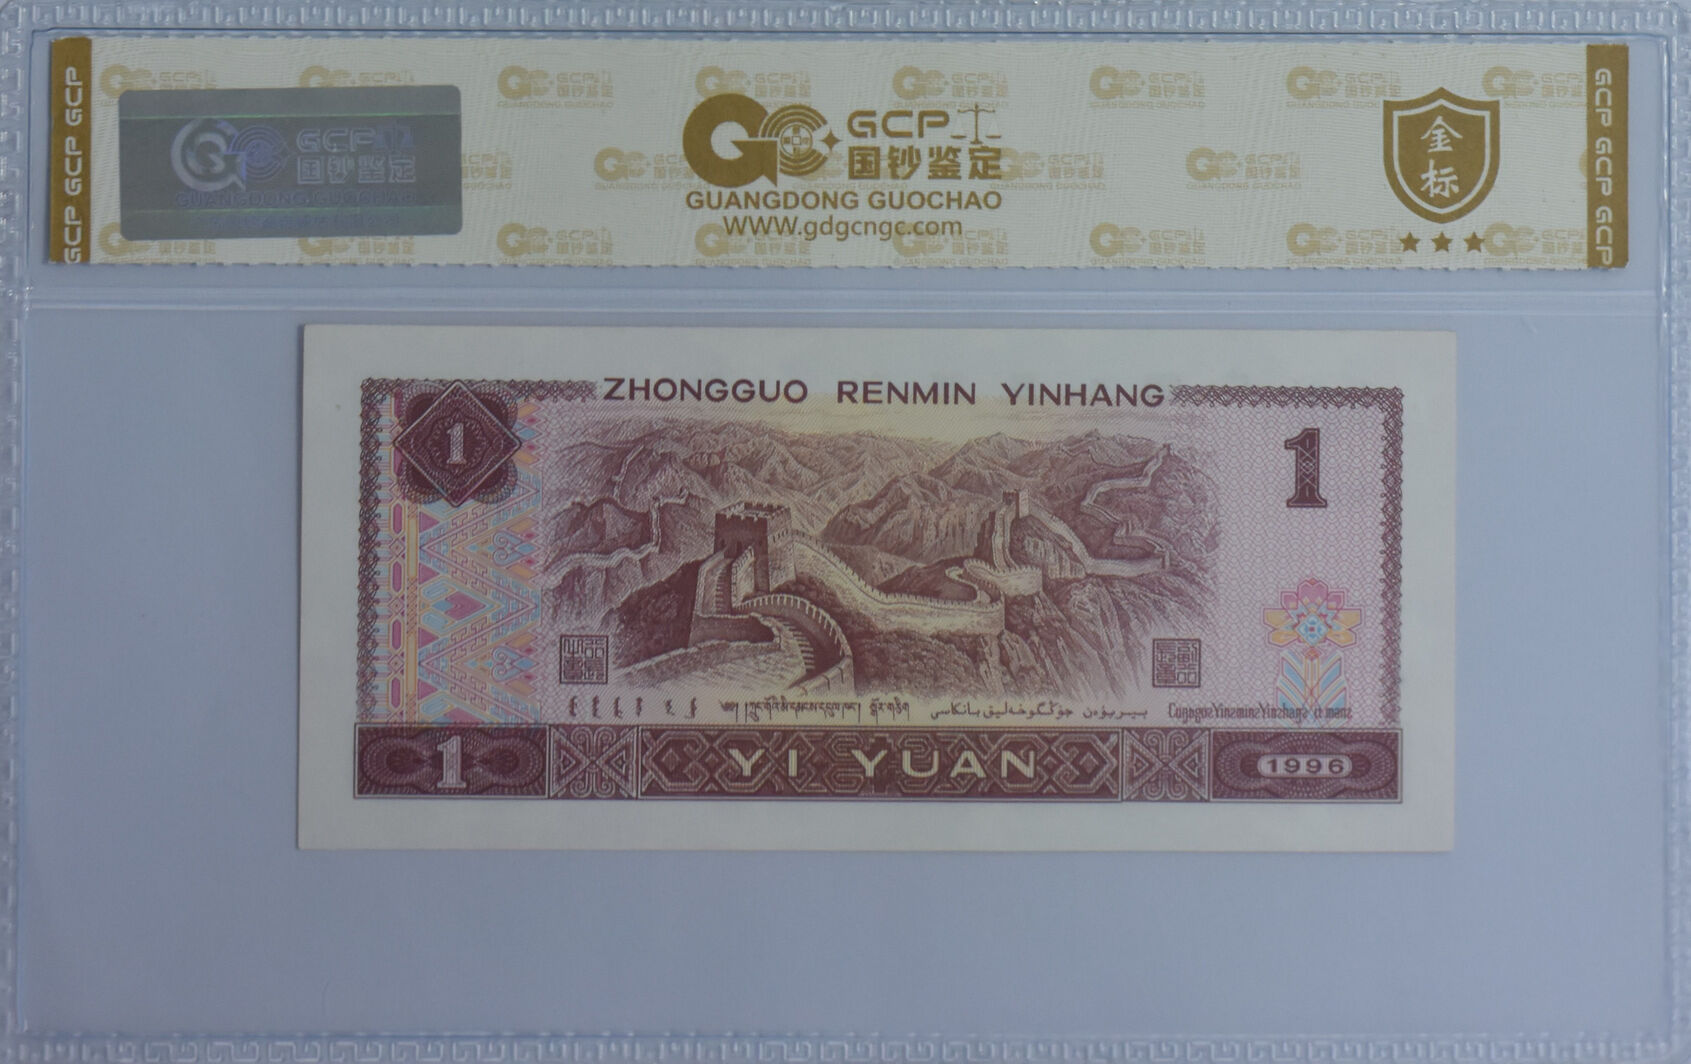 GCP GCP GCP
GCP
国钞鉴定
GUANGDONG GUOCHAO
GCP
国钞鉴定
GUANGDONG GUOCHAO
WWW.gdgcngc.com
金标
GCP GCP GCP
ZHONGGUO RENMIN YINHANG
1
1
YI YUAN
1
1996